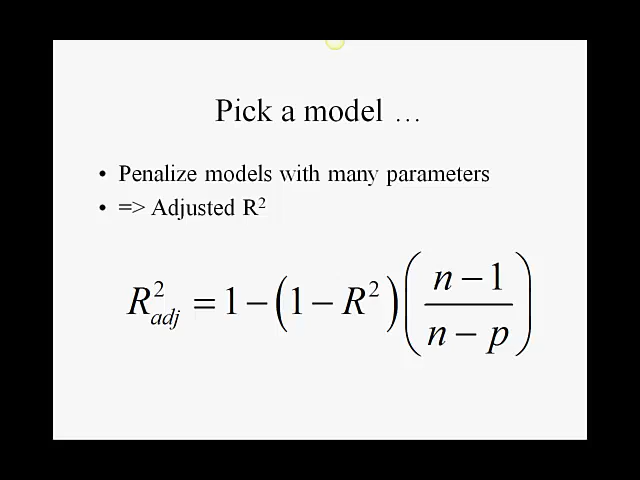 Pick a model …
• Penalize models with many parameters
• => Adjusted R²
R²adj = 1 − (1 − R²) ((n − 1)/(n − p))